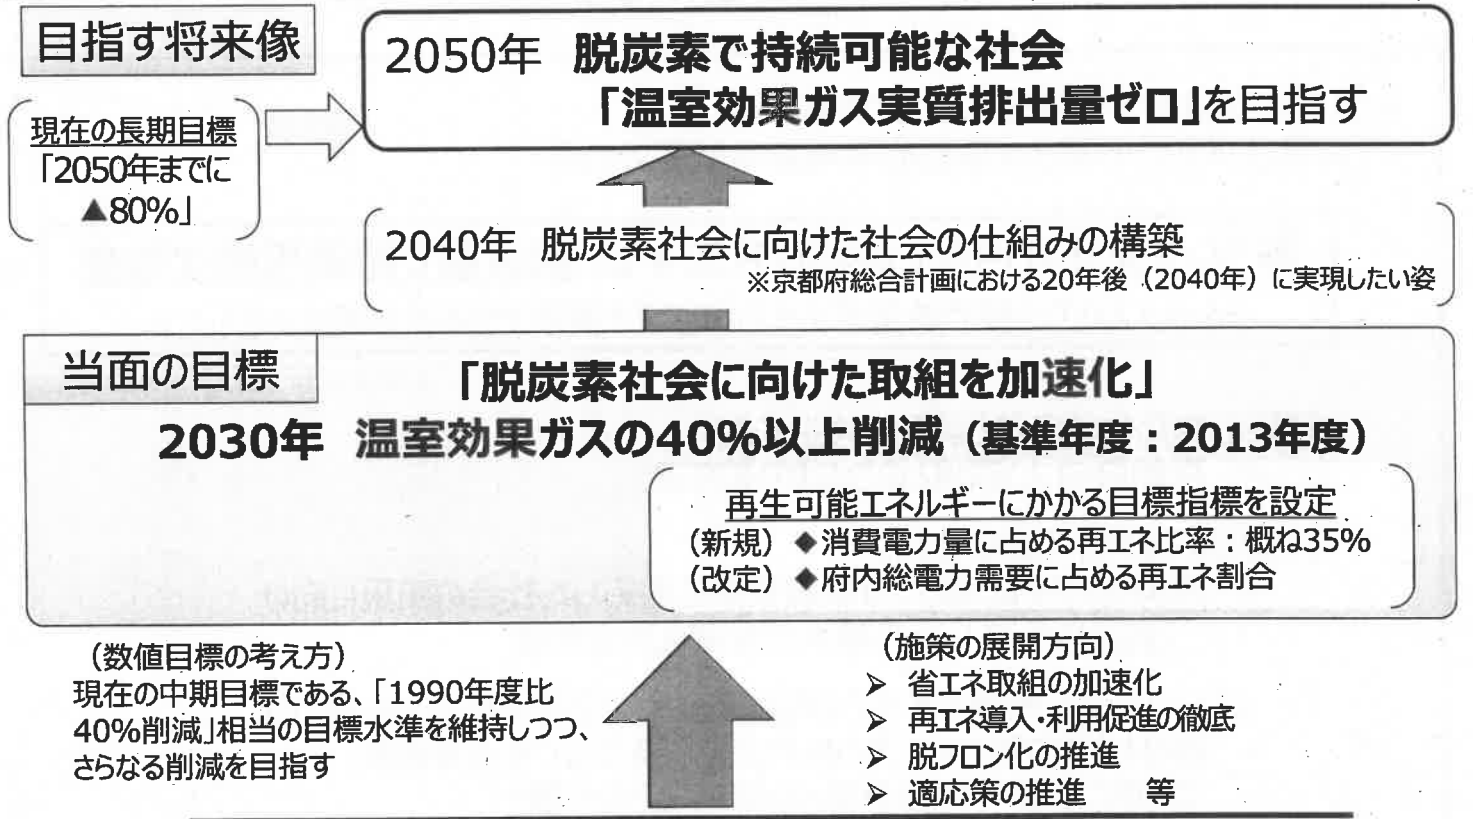 目指す将来像
2050年 脱炭素で持続可能な社会
「温室効果ガス実質排出量ゼロ」を目指す
現在の長期目標
「2050年までに
▲80%」
2040年 脱炭素社会に向けた社会の仕組みの構築
※京都府総合計画における20年後(2040年)に実現したい姿
当面の目標
「脱炭素社会に向けた取組を加速化」
2030年 温室効果ガスの40%以上削減(基準年度:2013年度)
再生可能エネルギーにかかる目標指標を設定
(新規)◆消費電力量に占める再エネ比率:概ね35%
(改定)◆府内総電力需要に占める再エネ割合
(数値目標の考え方)
現在の中期目標である、「1990年度比
40%削減」相当の目標水準を維持しつつ、
さらなる削減を目指す
(施策の展開方向)
➢ 省エネ取組の加速化
➢ 再エネ導入・利用促進の徹底
➢ 脱フロン化の推進
➢ 適応策の推進 等